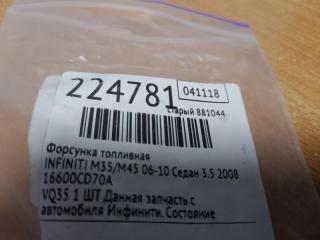 224781
041118
старый 881044
Форсунка топливная
INFINITI M35/M45 06-10 Седан 3.5 2008
16600CD70A
VQ35 1 ШТ Данная запчасть с
автомобиля Инфинити. Состояние